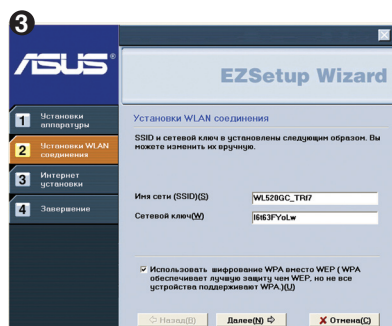 3
ASUS®
EZSetup Wizard
1 Установки аппаратуры
2 Установки WLAN соединения
3 Интернет установки
4 Завершение
Установки WLAN соединения
SSID и сетевой ключ в установлены следующим образом. Вы
можете изменить их вручную.
Имя сети (SSID)(S) WL520GC_TRI7
Сетевой ключ(W) I6t63FYoLw
Использовать шифрование WPA вместо WEP ( WPA
обеспечивает лучшую защиту чем WEP, но не все
устройства поддерживают WPA.)(U)
Назад(B) Далее(N) Отмена(C)